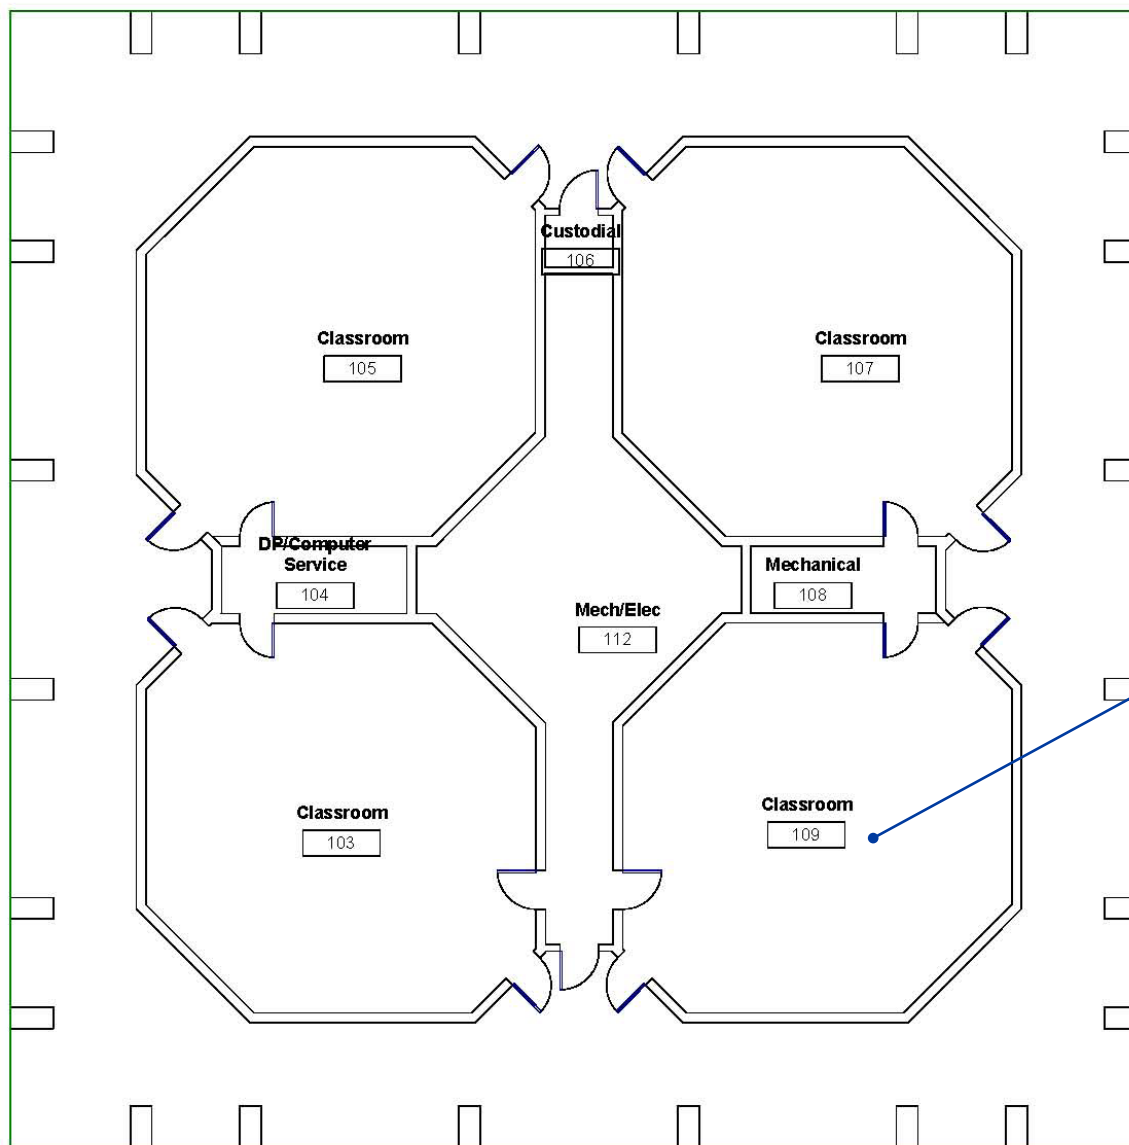 Custodial
106
Classroom
105
Classroom
107
DP/Computer
Service
104
Mechanical
108
Mech/Elec
112
Classroom
103
Classroom
109